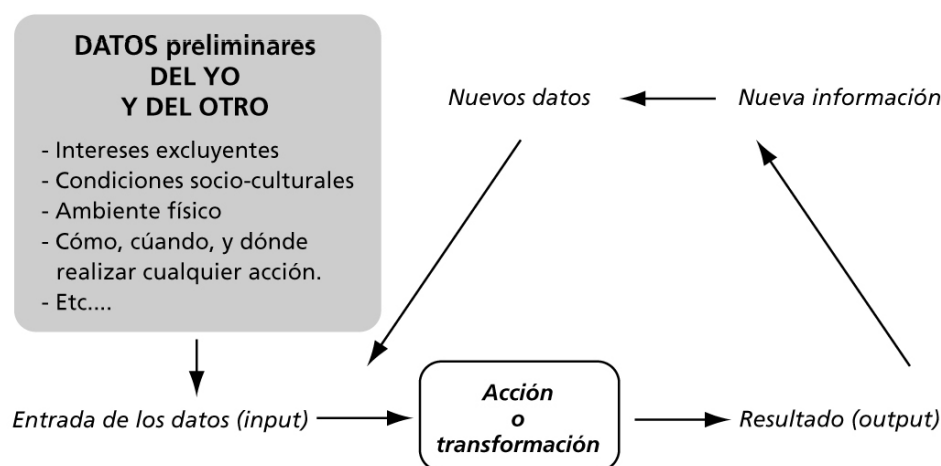 DATOS preliminares
DEL YO
Y DEL OTRO
- Intereses excluyentes
- Condiciones socio-culturales
- Ambiente físico
- Cómo, cúando, y dónde
realizar cualquier acción.
- Etc....
Nuevos datos
Nueva información
Entrada de los datos (input)
Acción
o
transformación
Resultado (output)